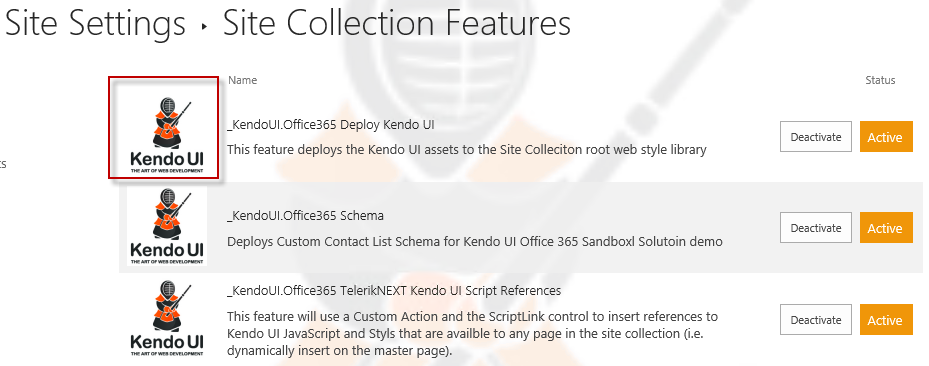 Site Settings ▸ Site Collection Features
Name
Status
_KendoUI.Office365 Deploy Kendo UI
This feature deploys the Kendo UI assets to the Site Colleciton root web style library
Deactivate
Active
Kendo UI
THE ART OF WEB DEVELOPMENT
ts
_KendoUI.Office365 Schema
Deploys Custom Contact List Schema for Kendo UI Office 365 Sandboxl Solutoin demo
Deactivate
Active
Kendo UI
THE ART OF WEB DEVELOPMENT
_KendoUI.Office365 TelerikNEXT Kendo UI Script References
This feature will use a Custom Action and the ScriptLink control to insert references to
Kendo UI JavaScript and Styls that are availble to any page in the site collection (i.e.
dynamically insert on the master page).
Deactivate
Active
Kendo UI
THE ART OF WEB DEVELOPMENT